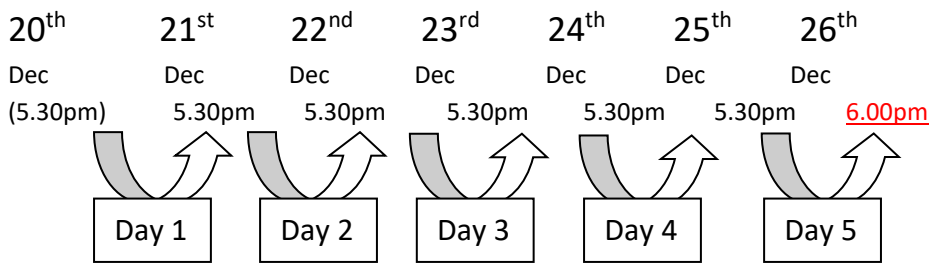 20th 21st 22nd 23rd 24th 25th 26th
Dec Dec Dec Dec Dec Dec Dec
(5.30pm) 5.30pm 5.30pm 5.30pm 5.30pm 5.30pm 6.00pm
Day 1 Day 2 Day 3 Day 4 Day 5